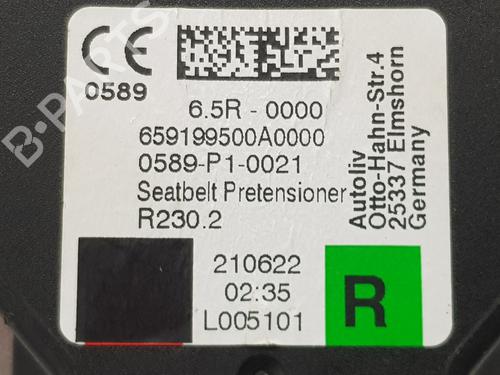 CE
0589
6.5R - 0000
659199500A0000
0589-P1-0021
Seatbelt Pretensioner
R230.2
210622
02:35
L005101
R
Autoliv
Otto-Hahn-Str.4
25337 Elmshorn
Germany
B-PARTS